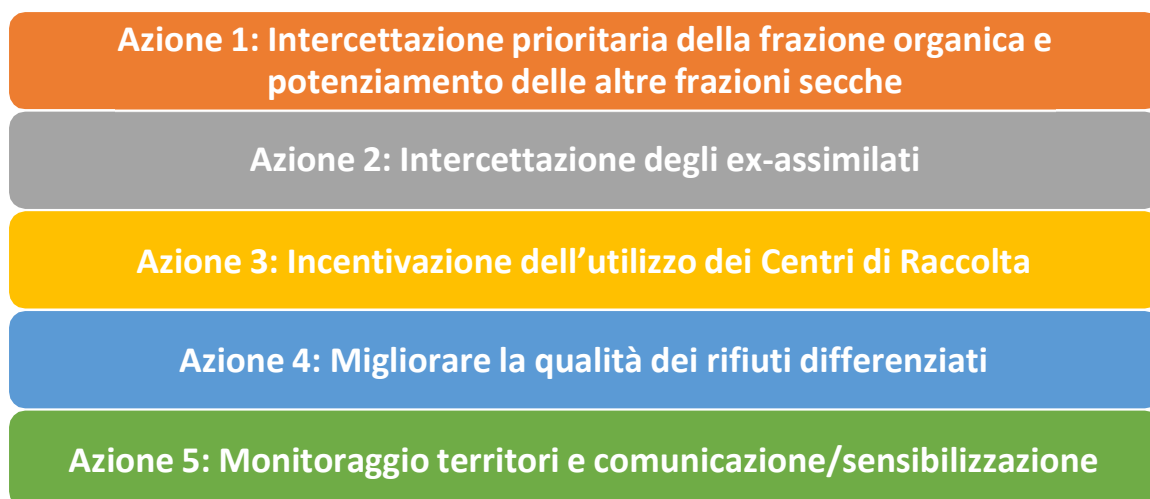 Azione 1: Intercettazione prioritaria della frazione organica e
potenziamento delle altre frazioni secche
Azione 2: Intercettazione degli ex-assimilati
Azione 3: Incentivazione dell’utilizzo dei Centri di Raccolta
Azione 4: Migliorare la qualità dei rifiuti differenziati
Azione 5: Monitoraggio territori e comunicazione/sensibilizzazione